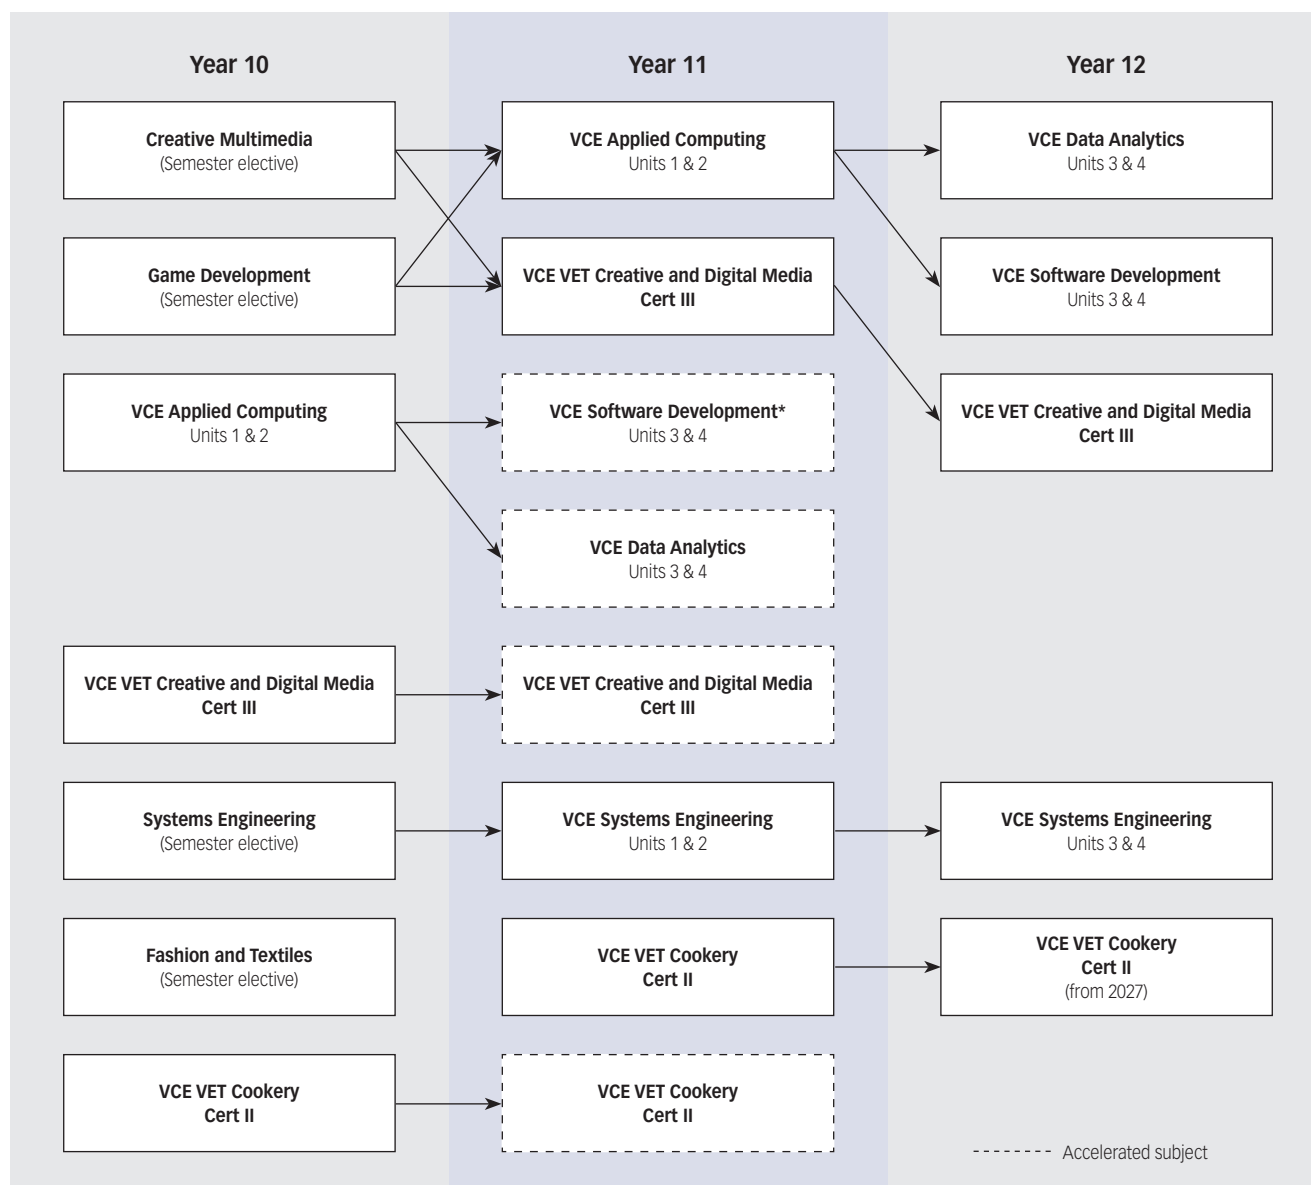 Year 10
Year 11
Year 12
Creative Multimedia
(Semester elective)
VCE Applied Computing
Units 1 & 2
VCE Data Analytics
Units 3 & 4
Game Development
(Semester elective)
VCE VET Creative and Digital Media
Cert III
VCE Software Development
Units 3 & 4
VCE Applied Computing
Units 1 & 2
VCE Software Development*
Units 3 & 4
VCE VET Creative and Digital Media
Cert III
VCE Data Analytics
Units 3 & 4
VCE VET Creative and Digital Media
Cert III
VCE VET Creative and Digital Media
Cert III
Systems Engineering
(Semester elective)
VCE Systems Engineering
Units 1 & 2
VCE Systems Engineering
Units 3 & 4
Fashion and Textiles
(Semester elective)
VCE VET Cookery
Cert II
VCE VET Cookery
Cert II
(from 2027)
VCE VET Cookery
Cert II
VCE VET Cookery
Cert II
Accelerated subject